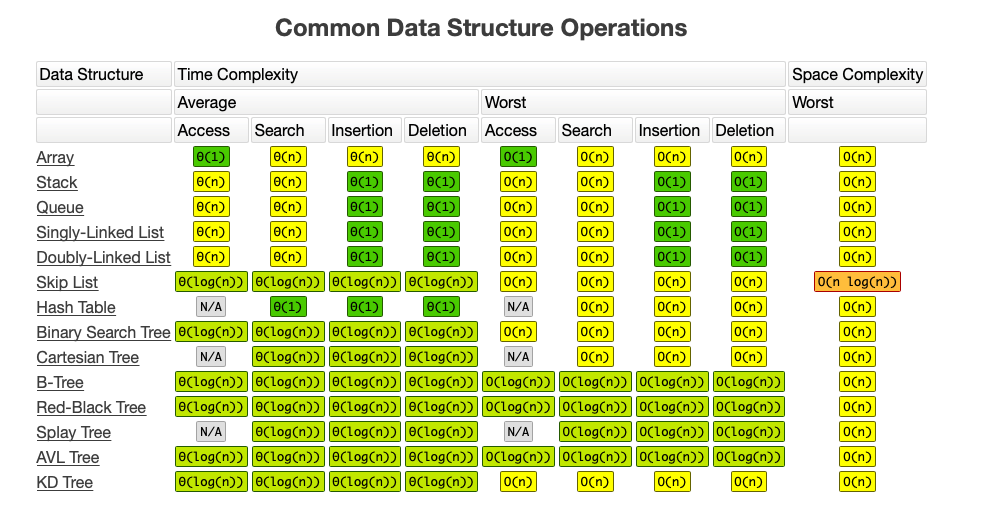 Common Data Structure Operations
Data Structure Time Complexity Space Complexity
Average Worst Worst
Access Search Insertion Deletion Access Search Insertion Deletion
Array Θ(1) Θ(n) Θ(n) Θ(n) O(1) O(n) O(n) O(n) O(n)
Stack Θ(n) Θ(n) Θ(1) Θ(1) O(n) O(n) O(1) O(1) O(n)
Queue Θ(n) Θ(n) Θ(1) Θ(1) O(n) O(n) O(1) O(1) O(n)
Singly-Linked List Θ(n) Θ(n) Θ(1) Θ(1) O(n) O(n) O(1) O(1) O(n)
Doubly-Linked List Θ(n) Θ(n) Θ(1) Θ(1) O(n) O(n) O(1) O(1) O(n)
Skip List Θ(log(n)) Θ(log(n)) Θ(log(n)) Θ(log(n)) O(n) O(n) O(n) O(n) O(n log(n))
Hash Table N/A Θ(1) Θ(1) Θ(1) N/A O(n) O(n) O(n) O(n)
Binary Search Tree Θ(log(n)) Θ(log(n)) Θ(log(n)) Θ(log(n)) O(n) O(n) O(n) O(n) O(n)
Cartesian Tree N/A Θ(log(n)) Θ(log(n)) Θ(log(n)) N/A O(n) O(n) O(n) O(n)
B-Tree Θ(log(n)) Θ(log(n)) Θ(log(n)) Θ(log(n)) O(log(n)) O(log(n)) O(log(n)) O(log(n)) O(n)
Red-Black Tree Θ(log(n)) Θ(log(n)) Θ(log(n)) Θ(log(n)) O(log(n)) O(log(n)) O(log(n)) O(log(n)) O(n)
Splay Tree N/A Θ(log(n)) Θ(log(n)) Θ(log(n)) N/A O(log(n)) O(log(n)) O(log(n)) O(n)
AVL Tree Θ(log(n)) Θ(log(n)) Θ(log(n)) Θ(log(n)) O(log(n)) O(log(n)) O(log(n)) O(log(n)) O(n)
KD Tree Θ(log(n)) Θ(log(n)) Θ(log(n)) Θ(log(n)) O(n) O(n) O(n) O(n) O(n)